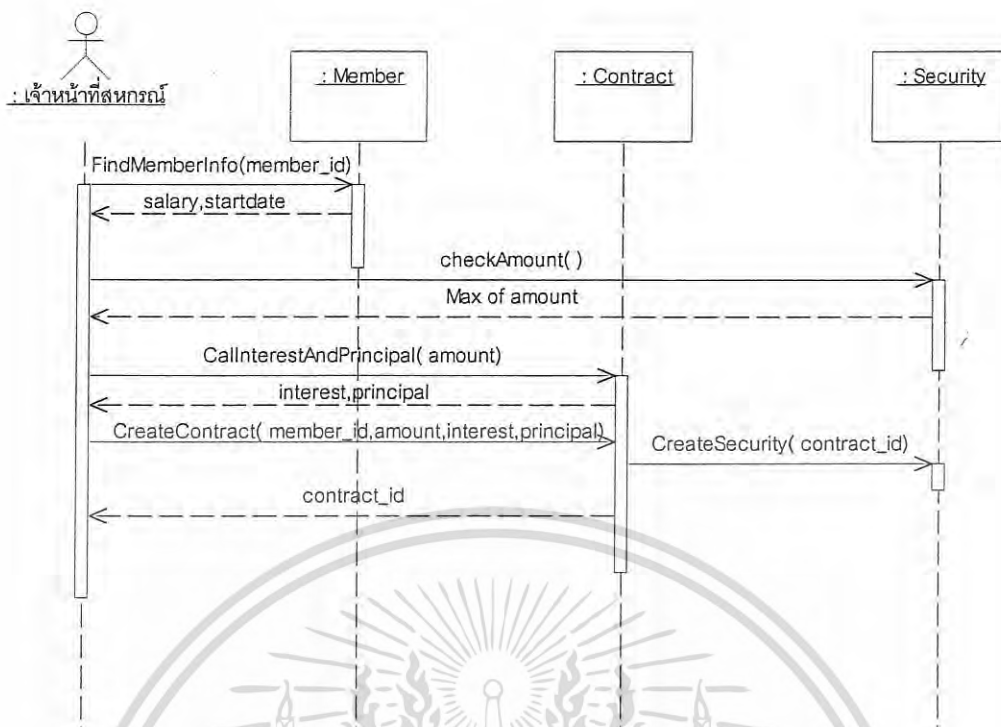 : เจ้าหน้าที่สหกรณ์
: Member
: Contract
: Security
FindMemberInfo(member_id)
salary,startdate
checkAmount( )
Max of amount
CalInterestAndPrincipal( amount)
interest,principal
CreateContract( member_id,amount,interest,principal)
CreateSecurity( contract_id)
contract_id